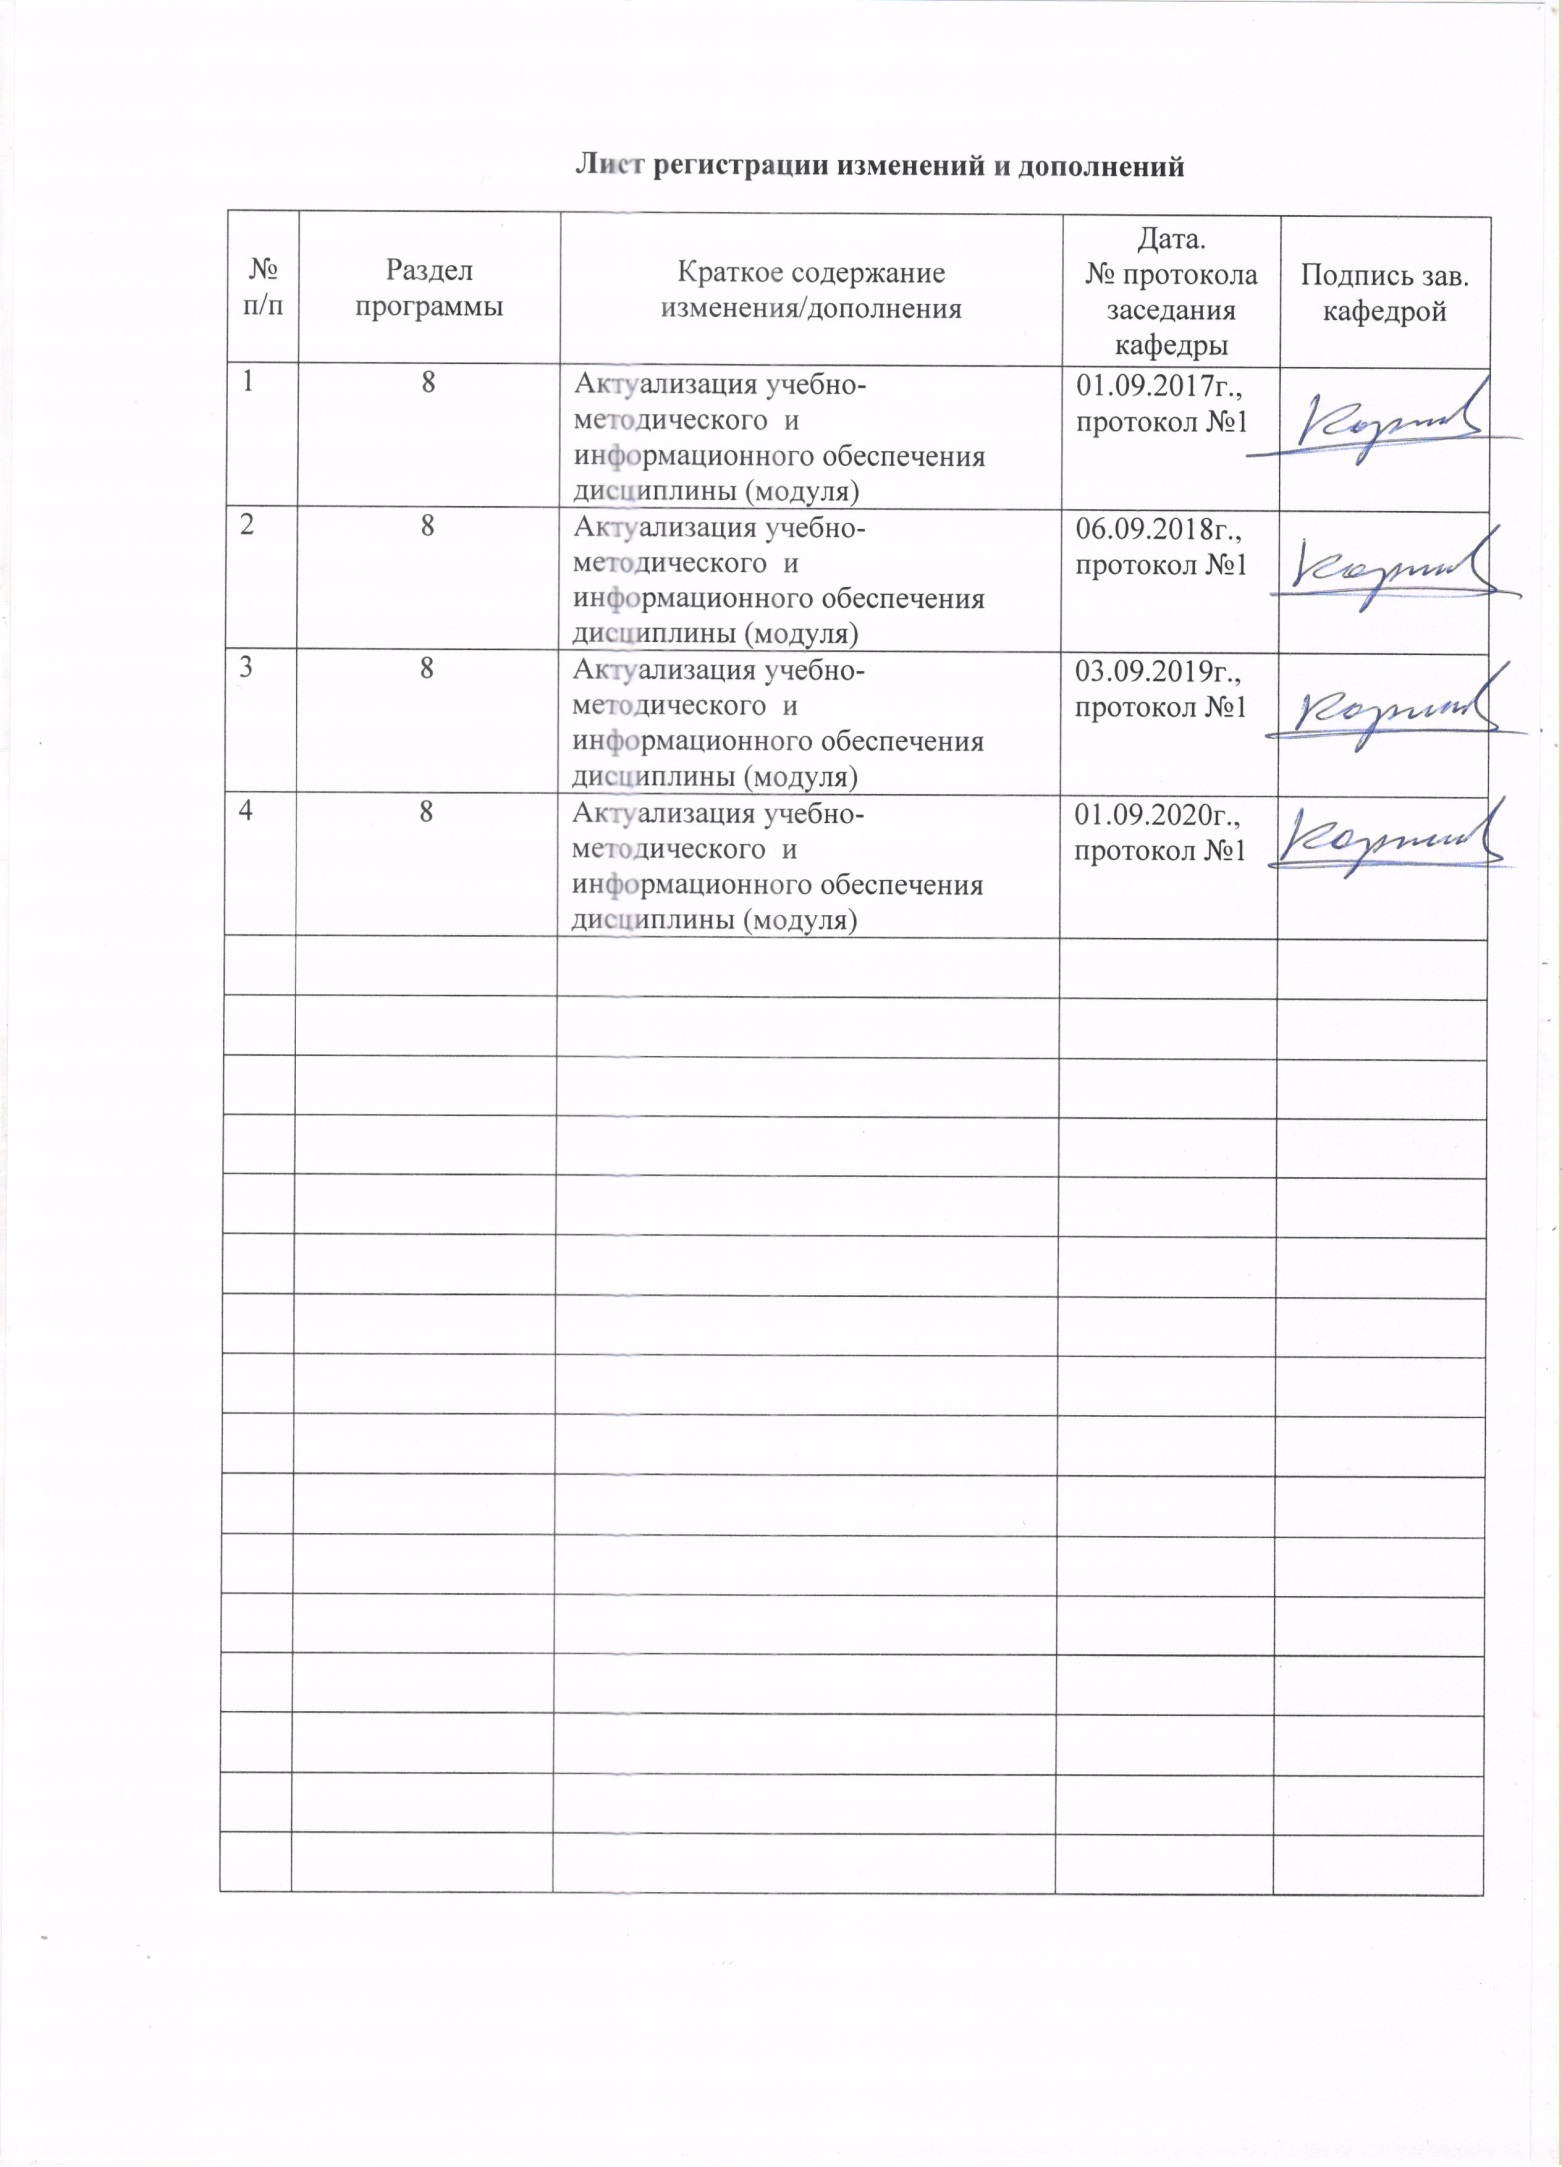 Лист регистрации изменений и дополнений
№
п/п
Раздел
программы
Краткое содержание
изменения/дополнения
Дата.
№ протокола
заседания
кафедры
Подпись зав.
кафедрой
1
8
Актуализация учебно-
методического и
информационного обеспечения
дисциплины (модуля)
01.09.2017г.,
протокол №1
2
8
Актуализация учебно-
методического и
информационного обеспечения
дисциплины (модуля)
06.09.2018г.,
протокол №1
3
8
Актуализация учебно-
методического и
информационного обеспечения
дисциплины (модуля)
03.09.2019г.,
протокол №1
4
8
Актуализация учебно-
методического и
информационного обеспечения
дисциплины (модуля)
01.09.2020г.,
протокол №1